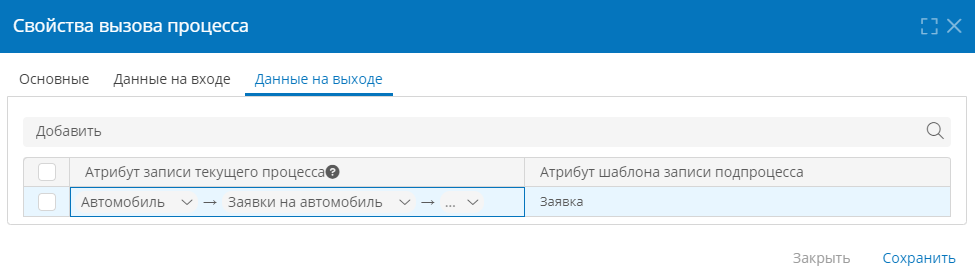 Свойства вызова процесса
Основные Данные на входе Данные на выходе
Добавить
Атрибут записи текущего процесса? Атрибут шаблона записи подпроцесса
Автомобиль → Заявки на автомобиль → ... Заявка
Закрыть Сохранить